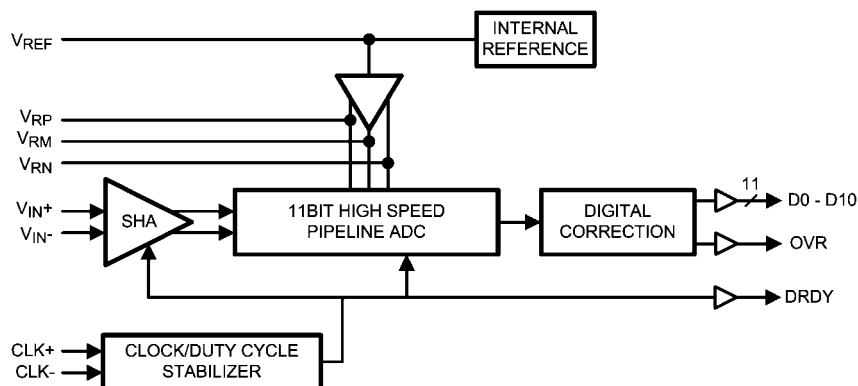 VREF
INTERNAL
REFERENCE
VRP
VRM
VRN
VIN+
VIN-
SHA
11BIT HIGH SPEED
PIPELINE ADC
DIGITAL
CORRECTION
11
D0 - D10
OVR
DRDY
CLK+
CLK-
CLOCK/DUTY CYCLE
STABILIZER